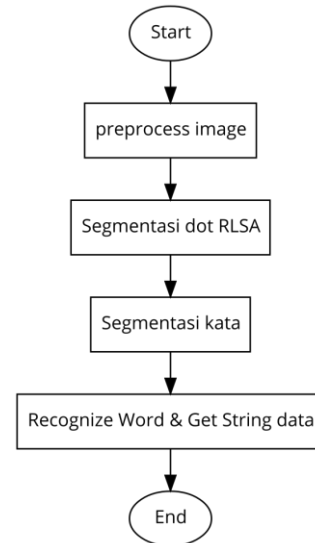 Start
preprocess image
Segmentasi dot RLSA
Segmentasi kata
Recognize Word & Get String data
End